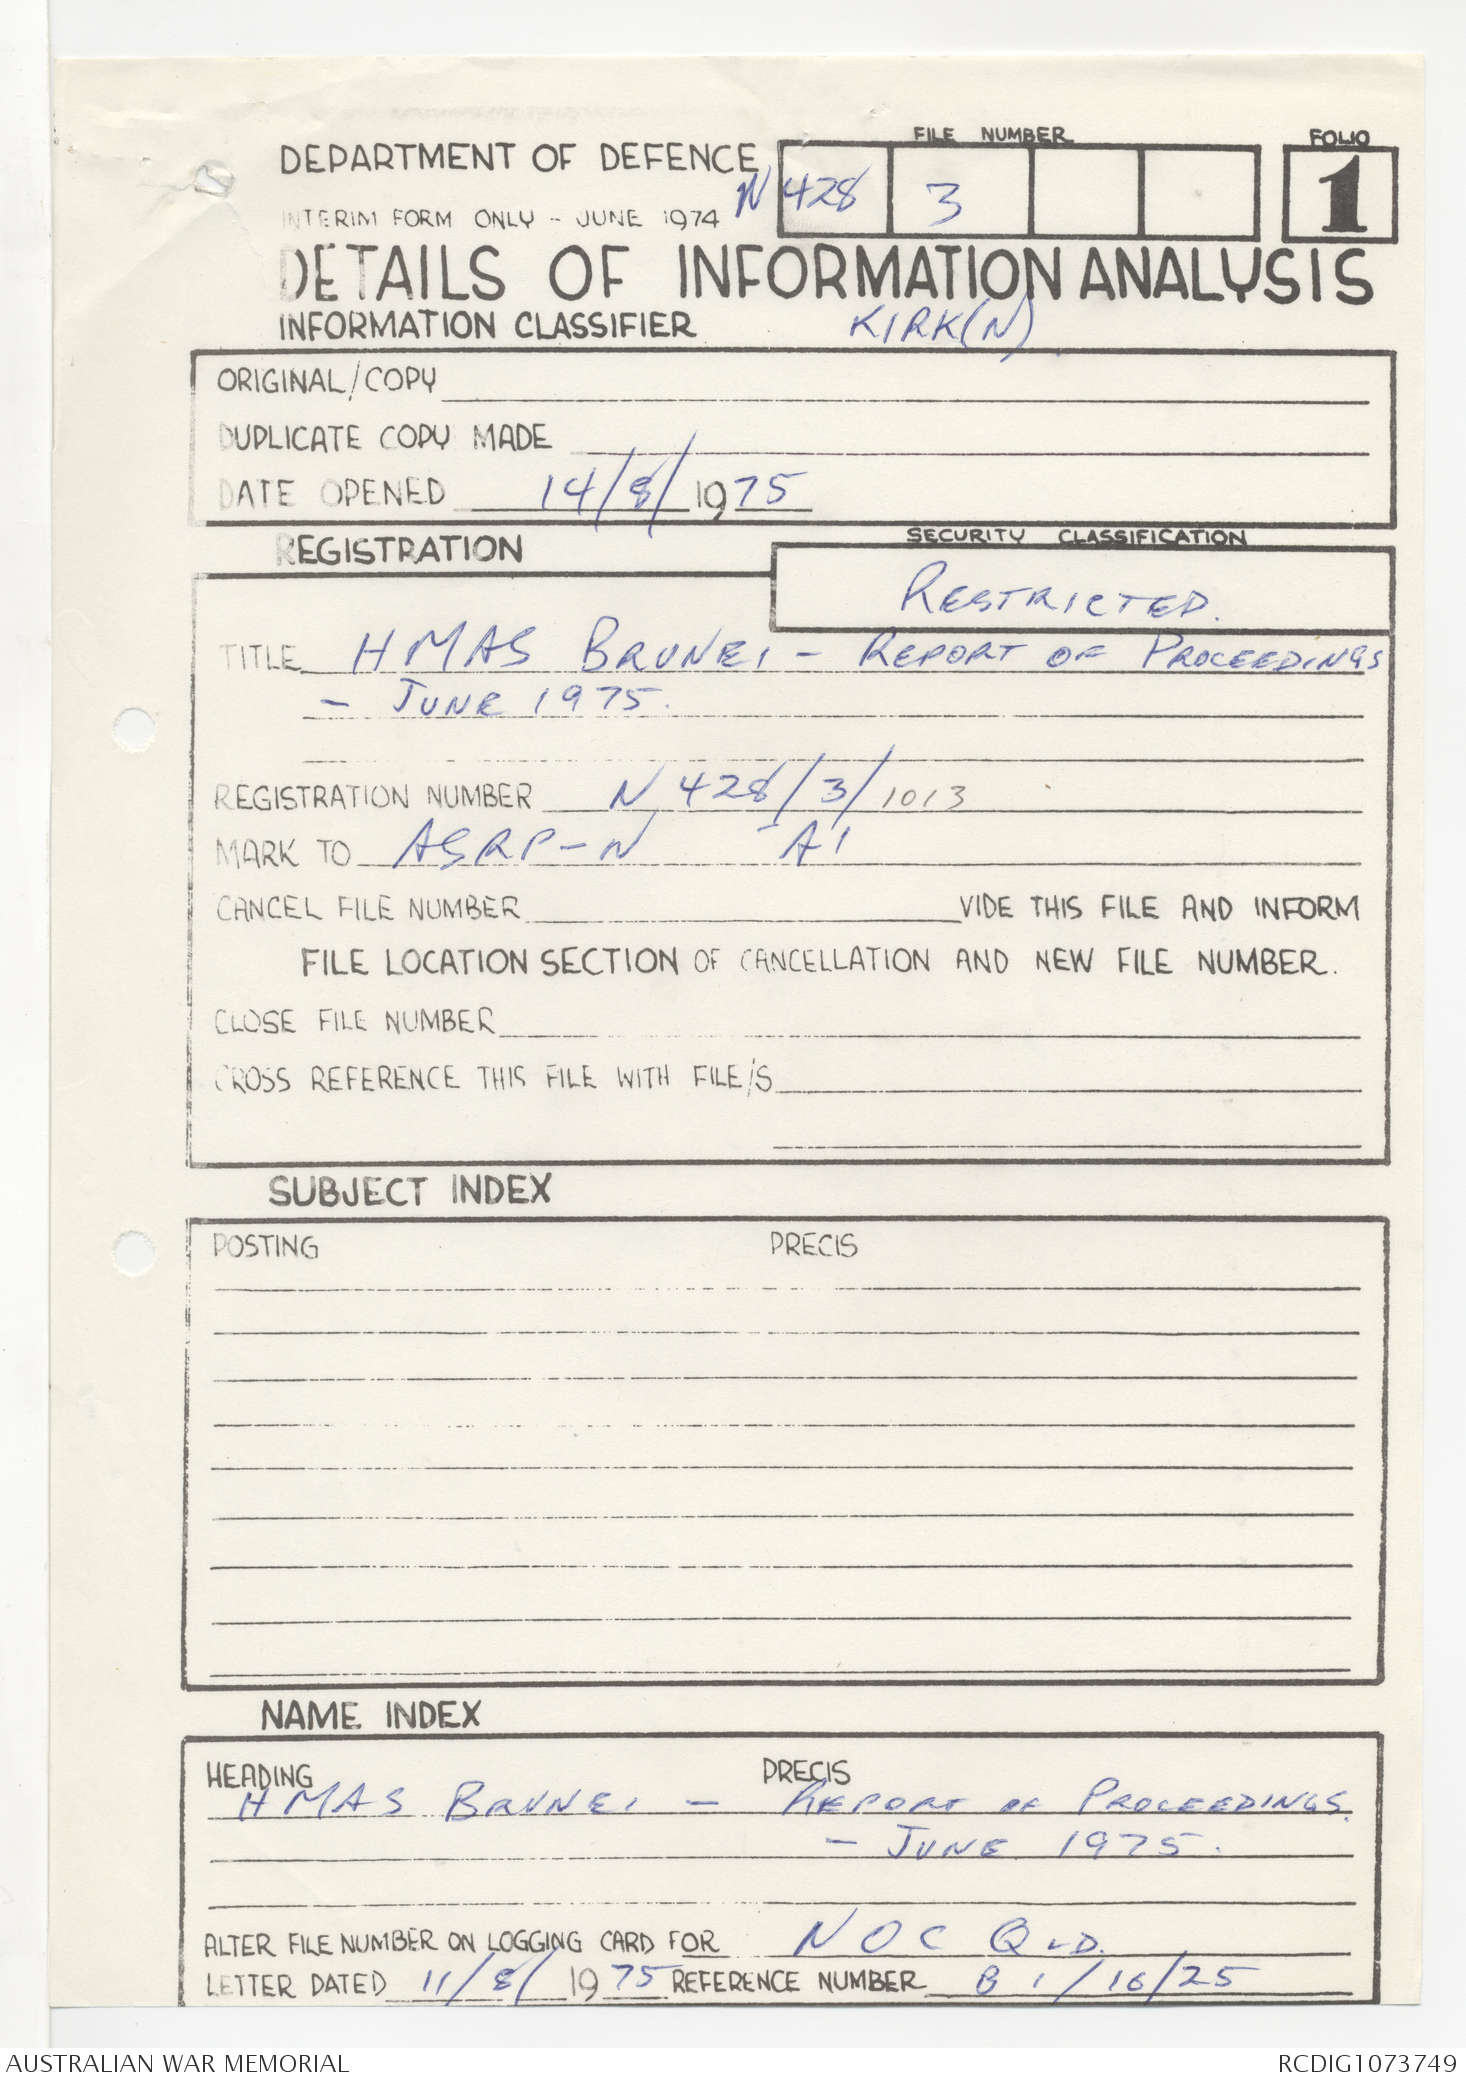 FILE NUMBER
FOLIO
DEPARTMENT OF DEFENCE
N 428 3
1
INTERIM FORM ONLY - JUNE 1974
DETAILS OF INFORMATION ANALYSIS
INFORMATION CLASSIFIER KIRK(N)
ORIGINAL/COPY
DUPLICATE COPY MADE
DATE OPENED 14/8/1975
REGISTRATION
SECURITY CLASSIFICATION
RESTRICTED.
TITLE HMAS BRUNEI - REPORT OF PROCEEDINGS
- JUNE 1975.
REGISTRATION NUMBER N 428/3/1013
MARK TO ASRP-N A1
CANCEL FILE NUMBER VIDE THIS FILE AND INFORM
FILE LOCATION SECTION OF CANCELLATION AND NEW FILE NUMBER.
CLOSE FILE NUMBER
CROSS REFERENCE THIS FILE WITH FILE/S
SUBJECT INDEX
POSTING PRECIS
NAME INDEX
HEADING PRECIS
HMAS BRUNEI - REPORT OF PROCEEDINGS.
- JUNE 1975.
ALTER FILE NUMBER ON LOGGING CARD FOR NOC QLD.
LETTER DATED 11/8/1975 REFERENCE NUMBER B 1/16/25
AUSTRALIAN WAR MEMORIAL
RCDIG1073749